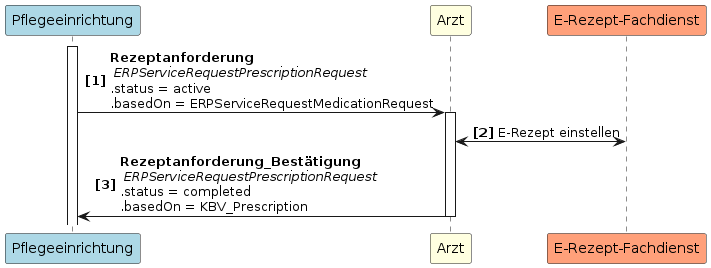 Pflegeeinrichtung
Arzt
E-Rezept-Fachdienst
Rezeptanforderung
ERPServiceRequestPrescriptionRequest
[1]
.status = active
.basedOn = ERPServiceRequestMedicationRequest
[2] E-Rezept einstellen
Rezeptanforderung_Bestätigung
ERPServiceRequestPrescriptionRequest
[3]
.status = completed
.basedOn = KBV_Prescription
Pflegeeinrichtung
Arzt
E-Rezept-Fachdienst